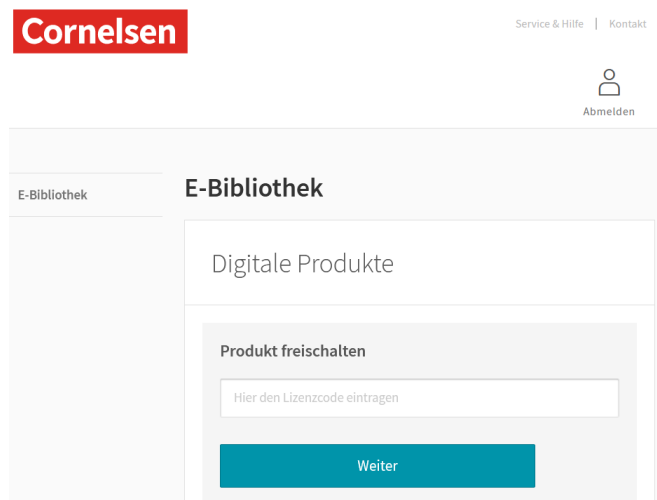 Cornelsen
Service & Hilfe | Kontakt
Abmelden
E-Bibliothek
E-Bibliothek
Digitale Produkte
Produkt freischalten
Hier den Lizenzcode eintragen
Weiter